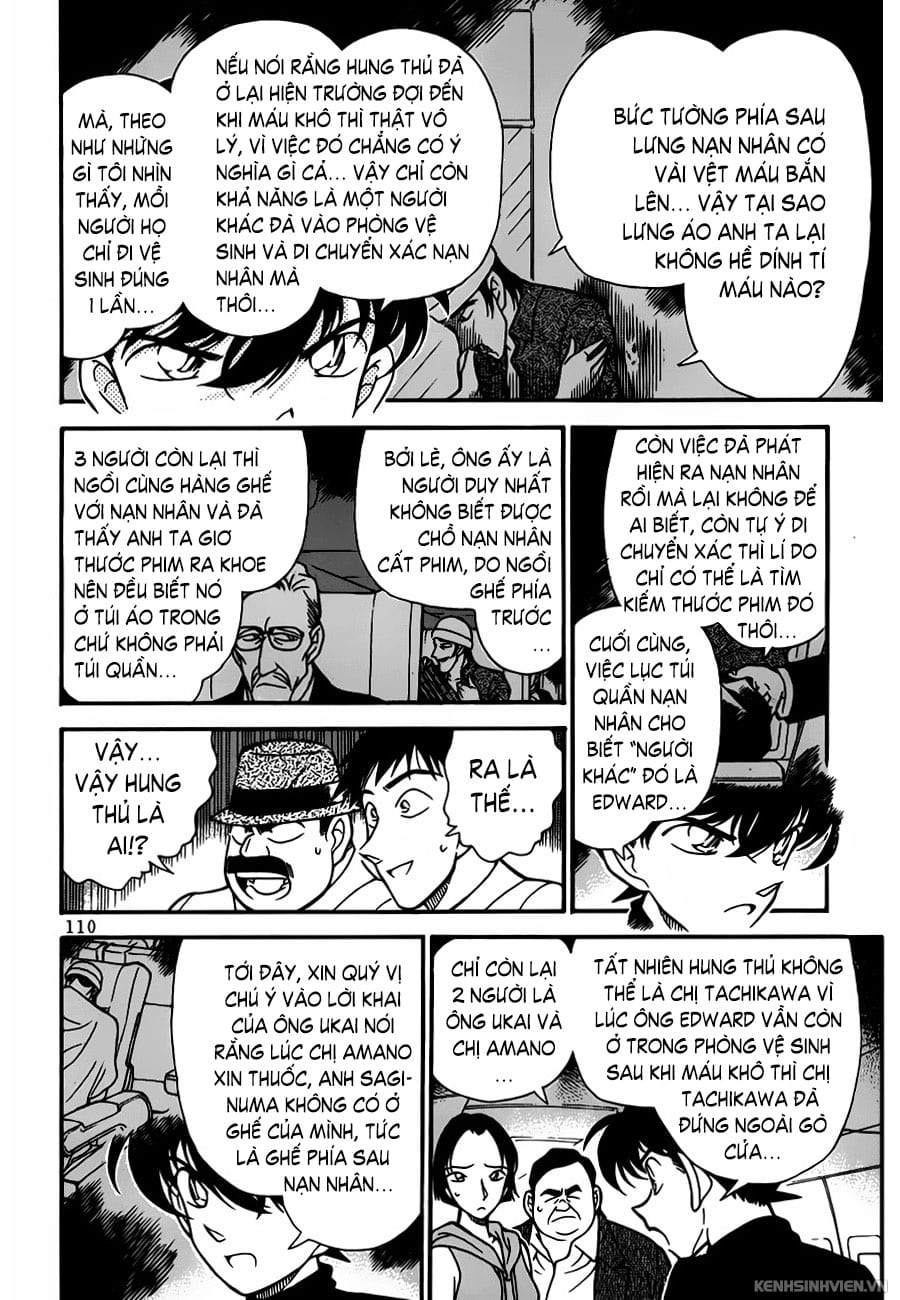 BỨC TƯỜNG PHÍA SAU
LƯNG NẠN NHÂN CÓ
VÀI VỆT MÁU BẮN
LÊN... VẬY TẠI SAO
LƯNG ÁO ANH TA LẠI
KHÔNG HỀ DÍNH TÍ
MÁU NÀO?
NẾU NÓI RẰNG HUNG THỦ ĐÃ
Ở LẠI HIỆN TRƯỜNG ĐỢI ĐẾN
KHI MÁU KHÔ THÌ THẬT VÔ
LÝ, VÌ VIỆC ĐÓ CHẲNG CÓ Ý
NGHĨA GÌ CẢ... VẬY CHỈ CÒN
KHẢ NĂNG LÀ MỘT NGƯỜI
KHÁC ĐÃ VÀO PHÒNG VỆ
SINH VÀ DI CHUYỂN XÁC NẠN
NHÂN MÀ
THÔI...
MÀ, THEO
NHƯ NHỮNG
GÌ TÔI NHÌN
THẤY, MỖI
NGƯỜI HỌ
CHỈ ĐI VỆ
SINH ĐÚNG
1 LẦN...
CÒN VIỆC ĐÃ PHÁT
HIỆN RA NẠN NHÂN
RỒI MÀ LẠI KHÔNG ĐỂ
AI BIẾT, CÒN TỰ Ý DI
CHUYỂN XÁC THÌ LÍ DO
CHỈ CÓ THỂ LÀ TÌM
KIẾM THƯỚC PHIM ĐÓ
THÔI...
CUỐI CÙNG,
VIỆC LỤC TÚI
QUẦN NẠN
NHÂN CHO
BIẾT "NGƯỜI
KHÁC" ĐÓ LÀ
EDWARD...
BỞI LẼ, ÔNG ẤY LÀ
NGƯỜI DUY NHẤT
KHÔNG BIẾT ĐƯỢC
CHỖ NẠN NHÂN
CẤT PHIM, DO NGỒI
GHẾ PHÍA
TRƯỚC...
3 NGƯỜI CÒN LẠI THÌ
NGỒI CÙNG HÀNG GHẾ
VỚI NẠN NHÂN VÀ ĐÃ
THẤY ANH TA GIƠ
THƯỚC PHIM RA KHOE
NÊN ĐỀU BIẾT NÓ
Ở TÚI ÁO TRONG
CHỨ KHÔNG PHẢI
TÚI QUẦN...
RA LÀ
THẾ...
VẬY...
VẬY HUNG
THỦ LÀ
AI!?
110
TẤT NHIÊN HUNG THỦ KHÔNG
THỂ LÀ CHỊ TACHIKAWA VÌ
LÚC ÔNG EDWARD VẪN CÒN
Ở TRONG PHÒNG VỆ SINH
SAU KHI MÁU KHÔ THÌ CHỊ
TACHIKAWA ĐÃ
ĐỨNG NGOÀI GÕ
CỬA...
CHỈ CÒN LẠI
2 NGƯỜI LÀ
ÔNG UKAI VÀ
CHỊ AMANO
...
TỚI ĐÂY, XIN QUÝ VỊ
CHÚ Ý VÀO LỜI KHAI
CỦA ÔNG UKAI NÓI
RẰNG LÚC CHỊ AMANO
XIN THUỐC, ANH SAGI-
NUMA KHÔNG CÓ Ở
GHẾ CỦA MÌNH, TỨC
LÀ GHẾ PHÍA SAU
NẠN NHÂN...
KENHSINHVIEN.VN